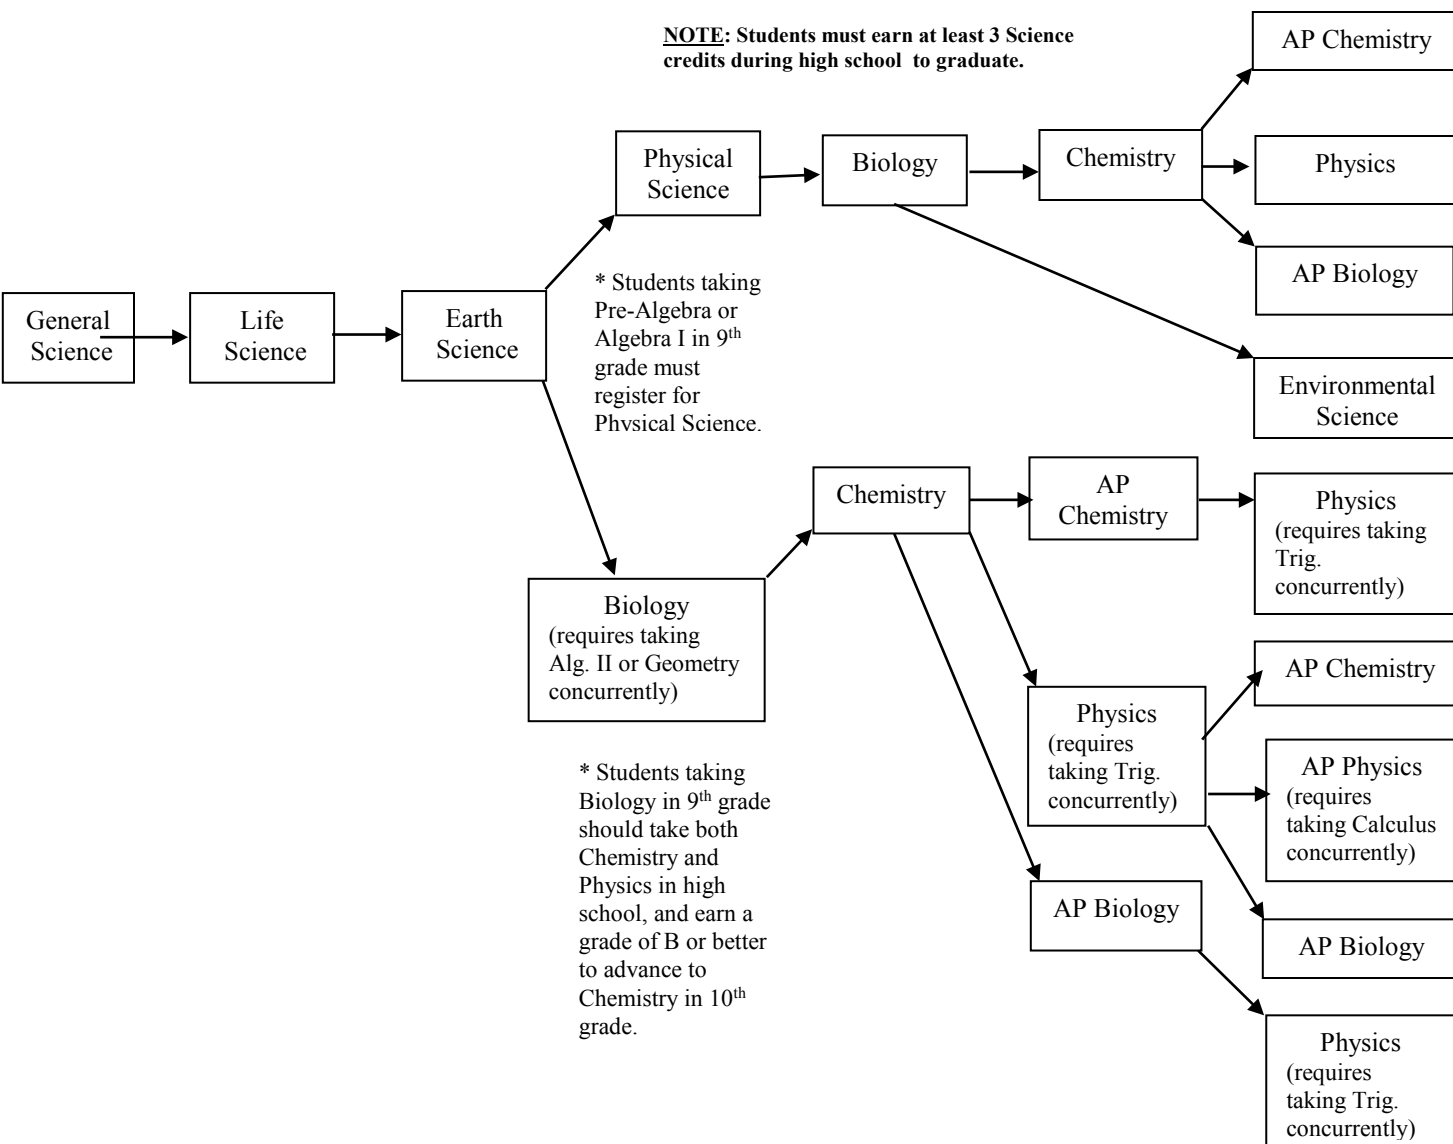 NOTE: Students must earn at least 3 Science
credits during high school  to graduate.
AP Chemistry
Physical
Science
Biology
Chemistry
Physics
AP Biology
General
Science
Life
Science
Earth
Science
* Students taking
Pre-Algebra or
Algebra I in 9th
grade must
register for
Physical Science.
Environmental
Science
Chemistry
AP
Chemistry
Physics
(requires taking
Trig.
concurrently)
Biology
(requires taking
Alg. II or Geometry
concurrently)
AP Chemistry
Physics
(requires
taking Trig.
concurrently)
AP Physics
(requires
taking Calculus
concurrently)
* Students taking
Biology in 9th grade
should take both
Chemistry and
Physics in high
school, and earn a
grade of B or better
to advance to
Chemistry in 10th
grade.
AP Biology
AP Biology
Physics
(requires
taking Trig.
concurrently)